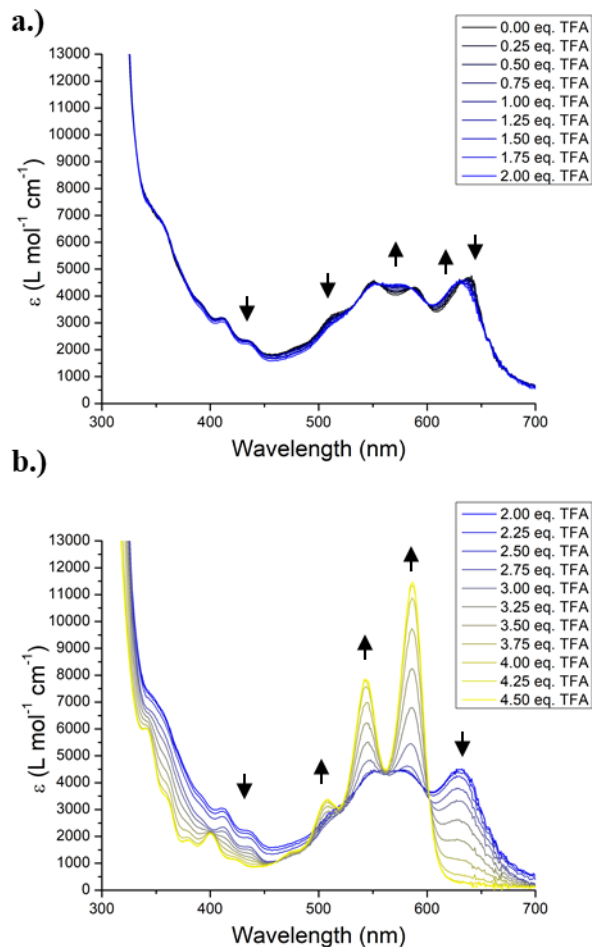 a.)
0.00 eq. TFA
0.25 eq. TFA
0.50 eq. TFA
0.75 eq. TFA
1.00 eq. TFA
1.25 eq. TFA
1.50 eq. TFA
1.75 eq. TFA
2.00 eq. TFA
13000
12000
11000
10000
9000
8000
7000
6000
5000
4000
3000
2000
1000
0
ε (L mol⁻¹ cm⁻¹)
300 400 500 600 700
Wavelength (nm)
b.)
2.00 eq. TFA
2.25 eq. TFA
2.50 eq. TFA
2.75 eq. TFA
3.00 eq. TFA
3.25 eq. TFA
3.50 eq. TFA
3.75 eq. TFA
4.00 eq. TFA
4.25 eq. TFA
4.50 eq. TFA
13000
12000
11000
10000
9000
8000
7000
6000
5000
4000
3000
2000
1000
0
ε (L mol⁻¹ cm⁻¹)
300 400 500 600 700
Wavelength (nm)